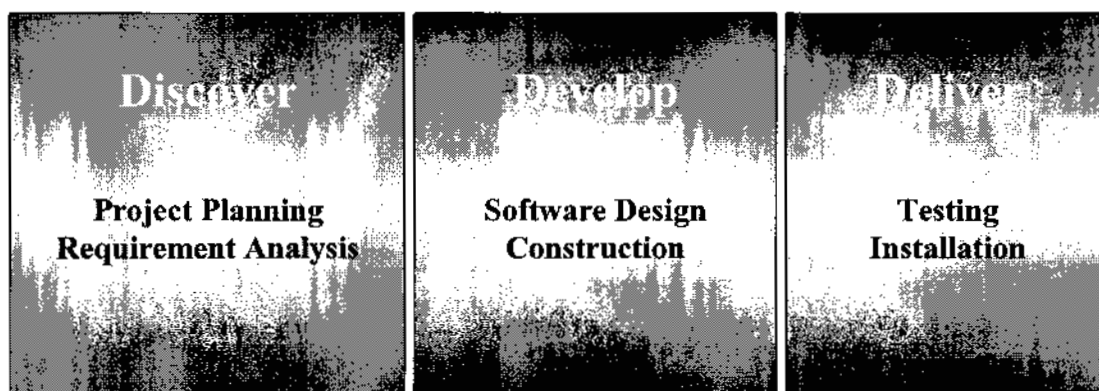 Discover
Project Planning
Requirement Analysis
Develop
Software Design
Construction
Deliver
Testing
Installation